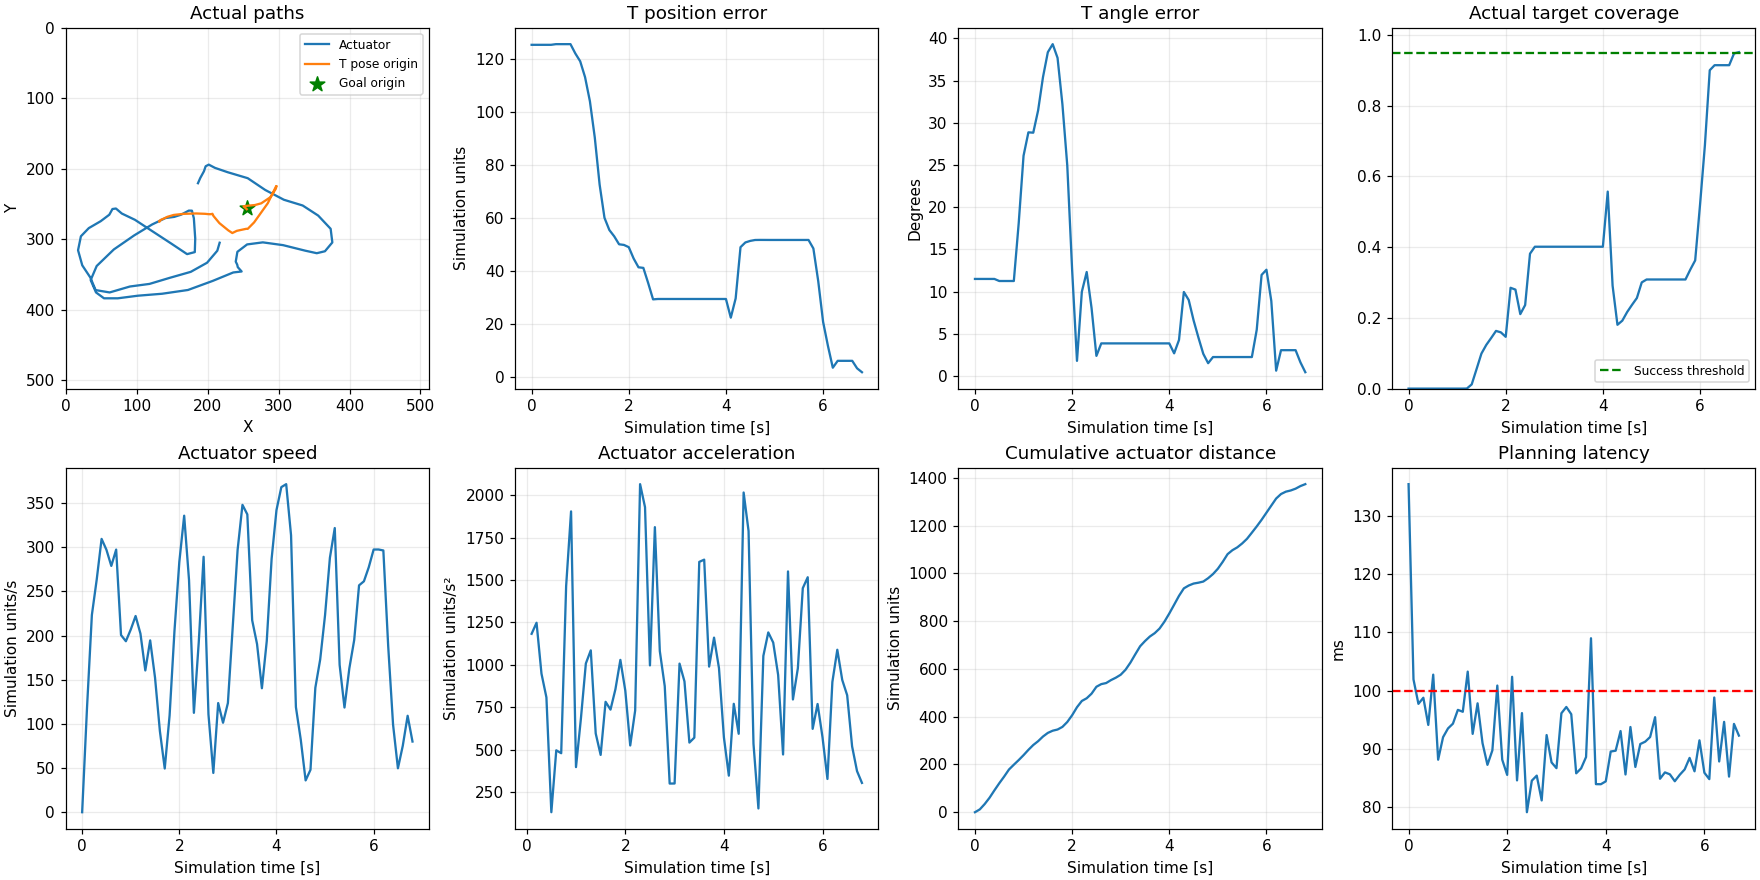 Actual paths
Y
0
100
200
300
400
500
0 100 200 300 400 500
X
Actuator
T pose origin
Goal origin
T position error
Simulation units
120
100
80
60
40
20
0
0 2 4 6
Simulation time [s]
T angle error
Degrees
40
35
30
25
20
15
10
5
0
0 2 4 6
Simulation time [s]
Actual target coverage
1.0
0.8
0.6
0.4
0.2
0.0
0 2 4 6
Simulation time [s]
Success threshold
Actuator speed
Simulation units/s
350
300
250
200
150
100
50
0
0 2 4 6
Simulation time [s]
Actuator acceleration
Simulation units/s²
2000
1750
1500
1250
1000
750
500
250
0 2 4 6
Simulation time [s]
Cumulative actuator distance
Simulation units
1400
1200
1000
800
600
400
200
0
0 2 4 6
Simulation time [s]
Planning latency
ms
130
120
110
100
90
80
0 2 4 6
Simulation time [s]